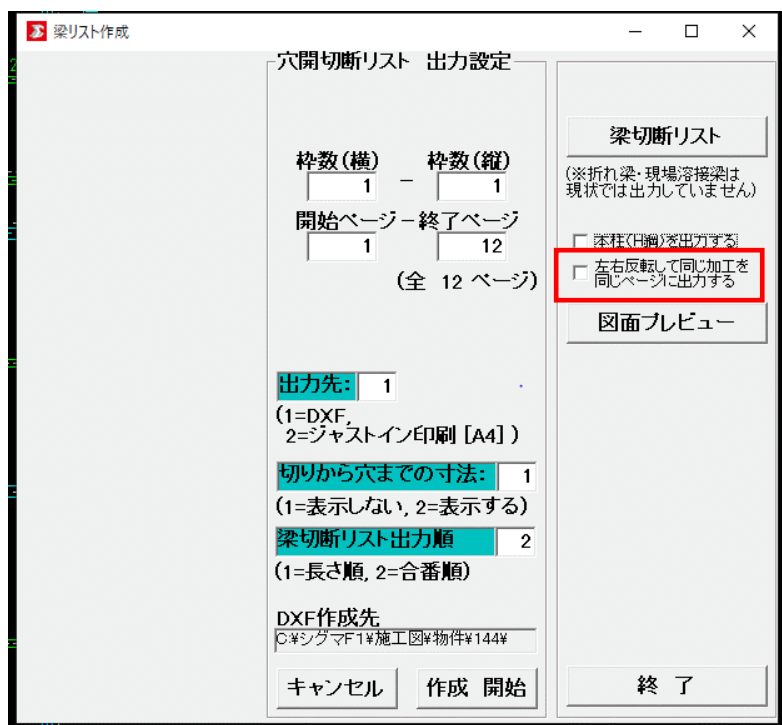 梁リスト作成
穴開切断リスト 出力設定
枠数(横) － 枠数(縦)
1 1
開始ページ－終了ページ
1 12
(全 12 ページ)
出力先: 1
(1=DXF,
2=ジャストイン印刷 [A4] )
切りから穴までの寸法: 1
(1=表示しない, 2=表示する)
梁切断リスト出力順 2
(1=長さ順, 2=合番順)
DXF作成先
C:¥シグマF1¥施工図¥物件¥144¥
キャンセル 作成 開始
梁切断リスト
(※折れ梁・現場溶接梁は
現状では出力していません)
本柱(H鋼)を出力する
左右反転して同じ加工を
同じページに出力する
図面プレビュー
終 了